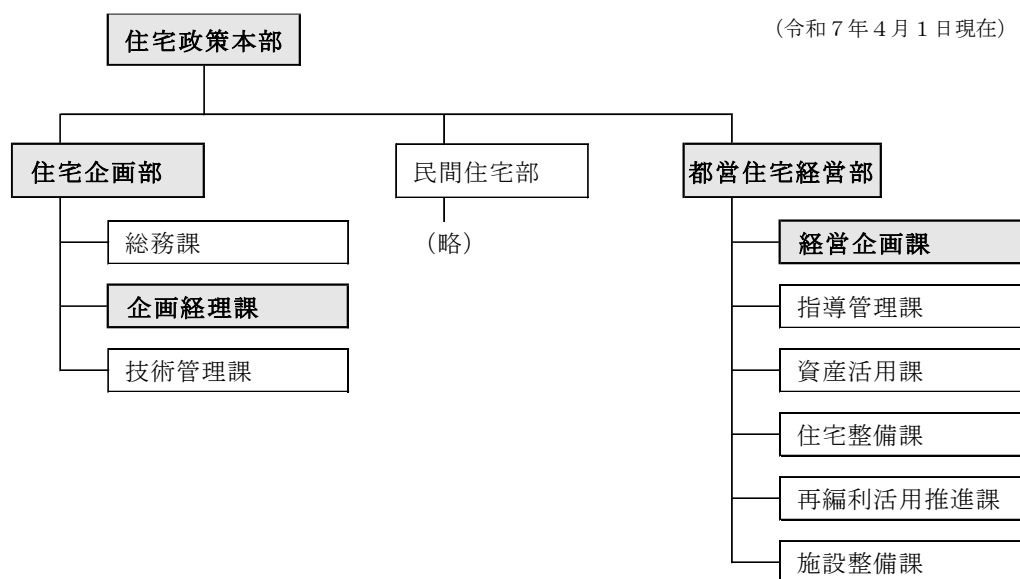 (令和7年4月1日現在)
住宅政策本部
住宅企画部
民間住宅部
都営住宅経営部
総務課
(略)
経営企画課
企画経理課
指導管理課
技術管理課
資産活用課
住宅整備課
再編利活用推進課
施設整備課